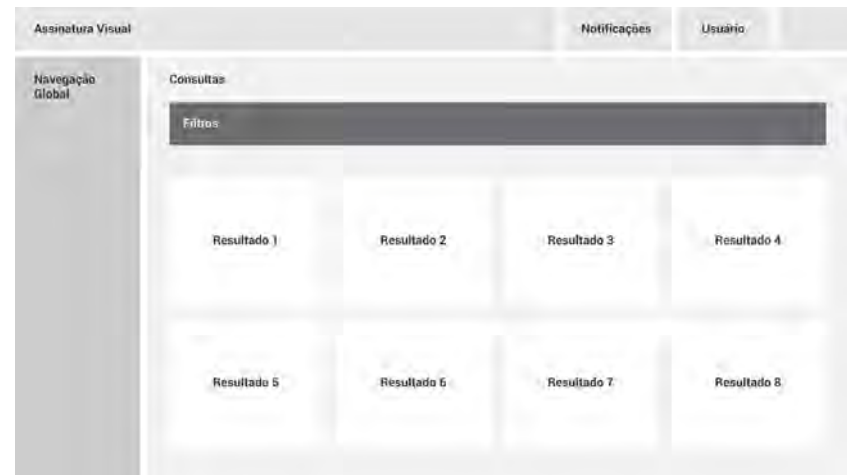 Assinatura Visual
Notificações
Usuário
Navegação
Global
Consultas
Filtros
Resultado 1
Resultado 2
Resultado 3
Resultado 4
Resultado 5
Resultado 6
Resultado 7
Resultado 8